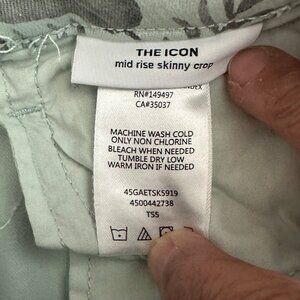 THE ICON
mid rise skinny crop
RN#149497
CA#35037
MACHINE WASH COLD
ONLY NON CHLORINE
BLEACH WHEN NEEDED
TUMBLE DRY LOW
WARM IRON IF NEEDED
45GAETSK5919
4500442738
TS5